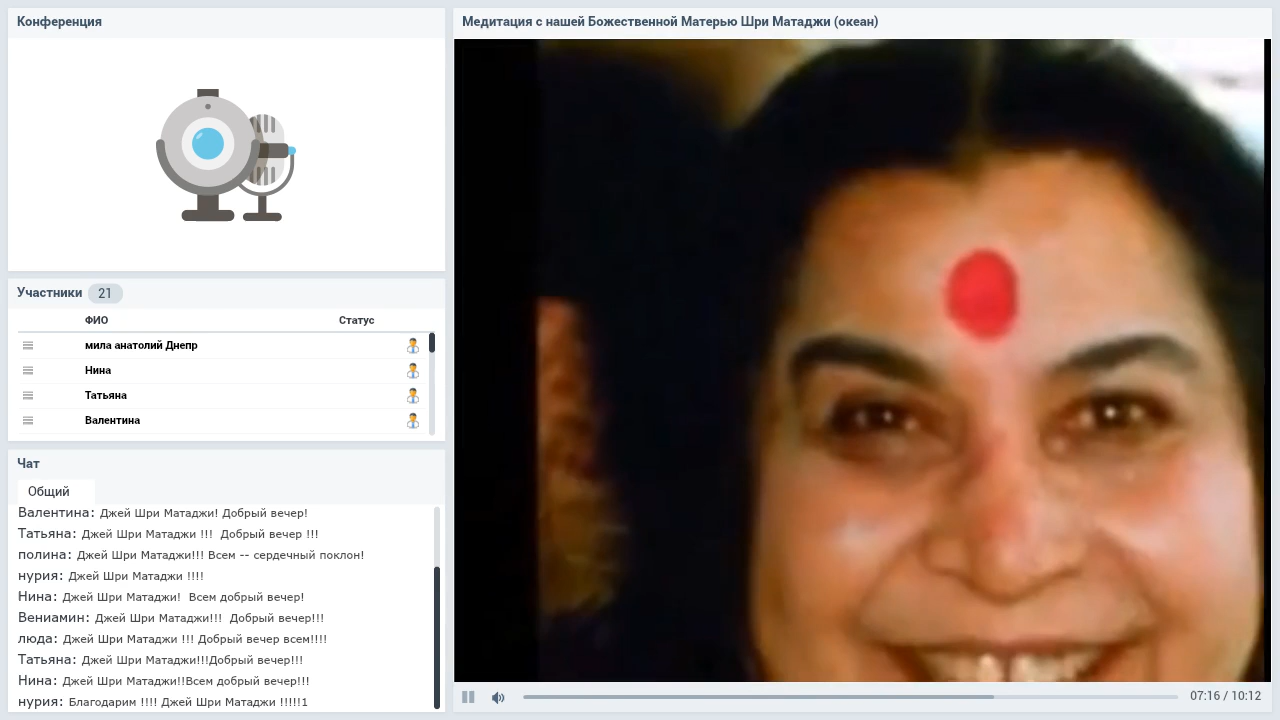 Конференция
Медитация с нашей Божественной Матерью Шри Матаджи (океан)
Участники 21
ФИО Статус
мила анатолий Днепр
Нина
Татьяна
Валентина
Чат
Общий
Валентина: Джей Шри Матаджи! Добрый вечер!
Татьяна: Джей Шри Матаджи !!! Добрый вечер !!!
полина: Джей Шри Матаджи!!! Всем -- сердечный поклон!
нурия: Джей Шри Матаджи !!!!
Нина: Джей Шри Матаджи! Всем добрый вечер!
Вениамин: Джей Шри Матаджи!!! Добрый вечер!!!
люда: Джей Шри Матаджи !!! Добрый вечер всем!!!!
Татьяна: Джей Шри Матаджи!!!Добрый вечер!!!
Нина: Джей Шри Матаджи!!Всем добрый вечер!!!
нурия: Благодарим !!!! Джей Шри Матаджи !!!!!1
07:16 / 10:12